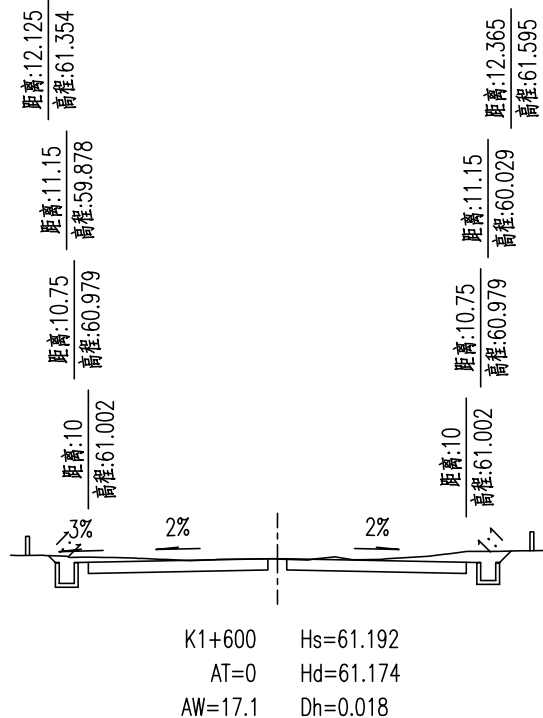 距离:12.125
高程:61.354
距离:12.365
高程:61.595
距离:11.15
高程:59.878
距离:11.15
高程:60.029
距离:10.75
高程:60.979
距离:10.75
高程:60.979
距离:10
高程:61.002
距离:10
高程:61.002
1:1
3%
2%
2%
1:1
K1+600 Hs=61.192
AT=0 Hd=61.174
AW=17.1 Dh=0.018